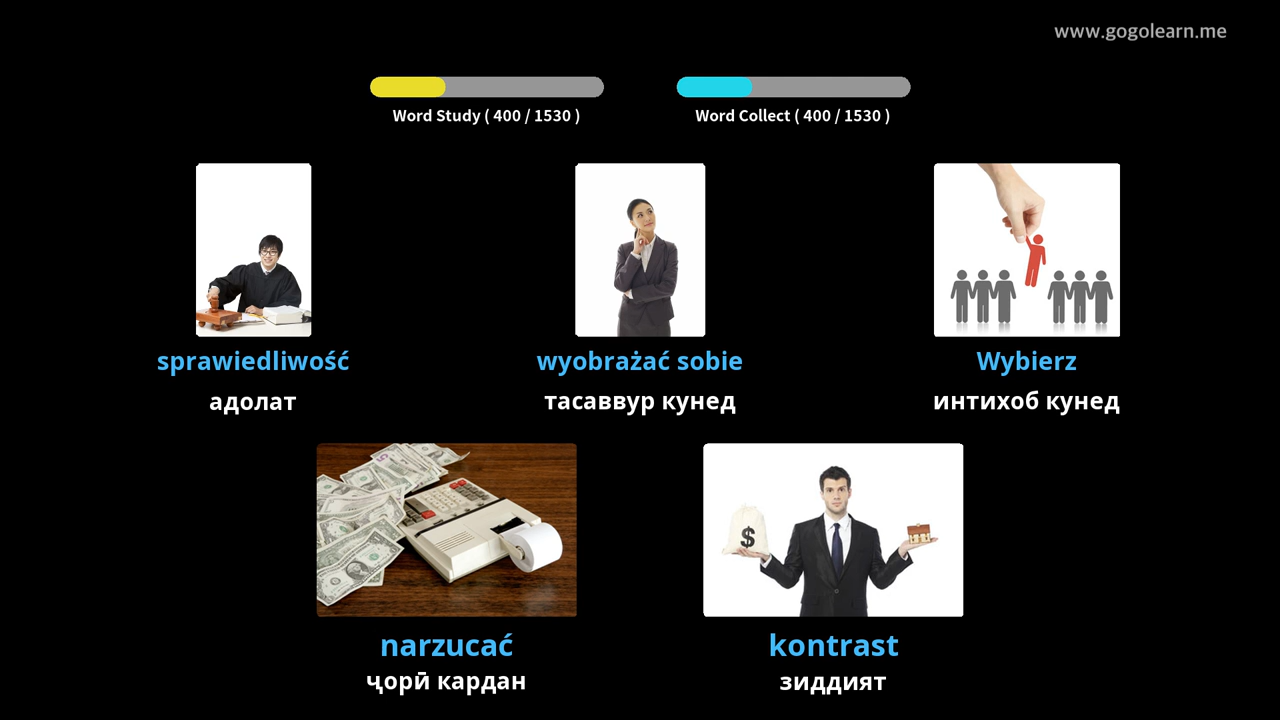 www.gogolearn.me
Word Study ( 400 / 1530 )
Word Collect ( 400 / 1530 )
sprawiedliwość
адолат
wyobrażać sobie
тасаввур кунед
Wybierz
интихоб кунед
narzucać
ҷорӣ кардан
kontrast
зиддият
$